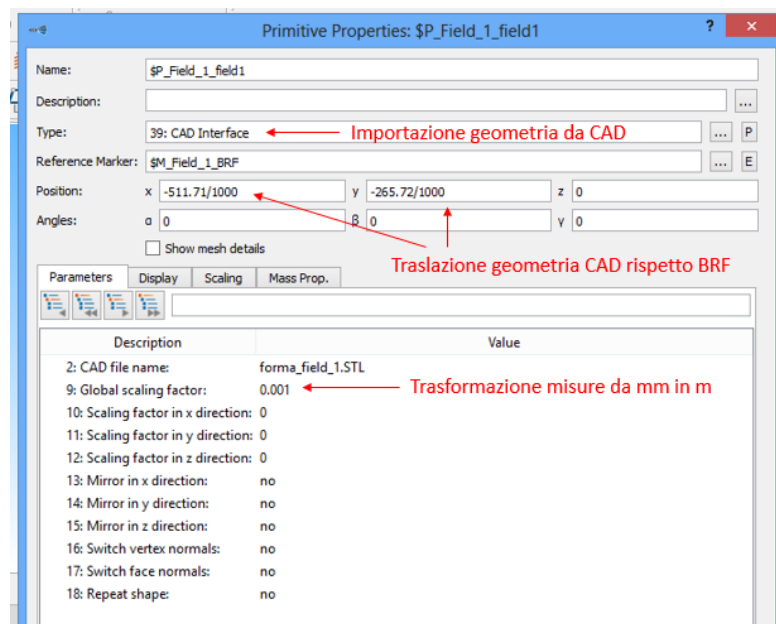 Primitive Properties: $P_Field_1_field1 ? ×
Name: $P_Field_1_field1
Description: ...
Type: 39: CAD Interface Importazione geometria da CAD ... P
Reference Marker: $M_Field_1_BRF ... E
Position: x -511.71/1000 y -265.72/1000 z 0
Angles: α 0 β 0 γ 0
Show mesh details
Traslazione geometria CAD rispetto BRF
Parameters Display Scaling Mass Prop.
Description Value
2: CAD file name: forma_field_1.STL
9: Global scaling factor: 0.001 Trasformazione misure da mm in m
10: Scaling factor in x direction: 0
11: Scaling factor in y direction: 0
12: Scaling factor in z direction: 0
13: Mirror in x direction: no
14: Mirror in y direction: no
15: Mirror in z direction: no
16: Switch vertex normals: no
17: Switch face normals: no
18: Repeat shape: no